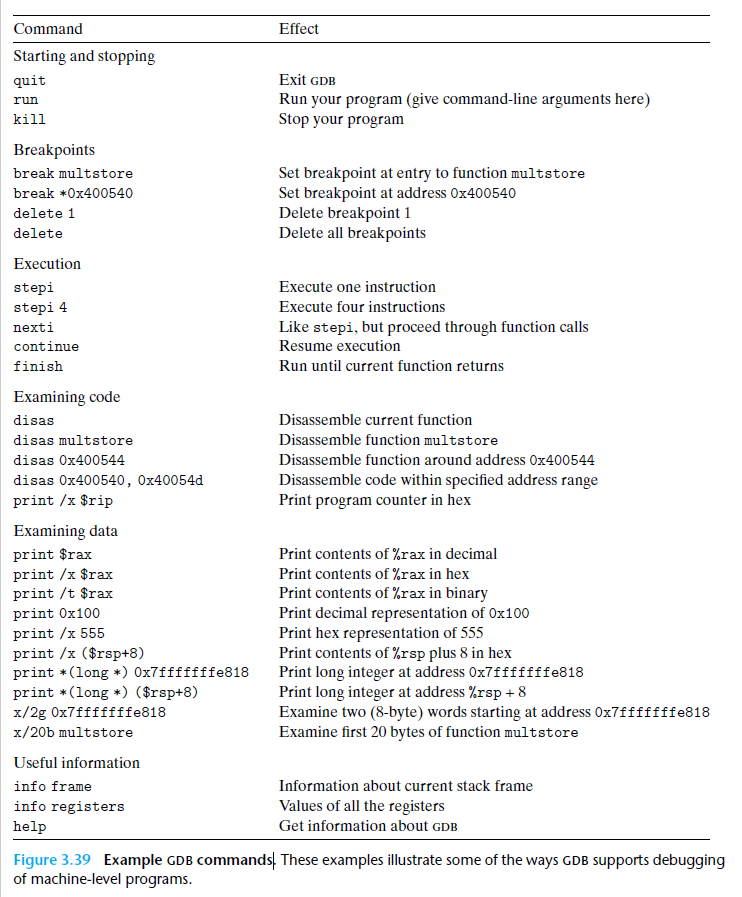 Command Effect
Starting and stopping
quit Exit GDB
run Run your program (give command-line arguments here)
kill Stop your program
Breakpoints
break multstore Set breakpoint at entry to function multstore
break *0x400540 Set breakpoint at address 0x400540
delete 1 Delete breakpoint 1
delete Delete all breakpoints
Execution
stepi Execute one instruction
stepi 4 Execute four instructions
nexti Like stepi, but proceed through function calls
continue Resume execution
finish Run until current function returns
Examining code
disas Disassemble current function
disas multstore Disassemble function multstore
disas 0x400544 Disassemble function around address 0x400544
disas 0x400540, 0x40054d Disassemble code within specified address range
print /x $rip Print program counter in hex
Examining data
print $rax Print contents of %rax in decimal
print /x $rax Print contents of %rax in hex
print /t $rax Print contents of %rax in binary
print 0x100 Print decimal representation of 0x100
print /x 555 Print hex representation of 555
print /x ($rsp+8) Print contents of %rsp plus 8 in hex
print *(long *) 0x7fffffffe818 Print long integer at address 0x7fffffffe818
print *(long *) ($rsp+8) Print long integer at address %rsp + 8
x/2g 0x7fffffffe818 Examine two (8-byte) words starting at address 0x7fffffffe818
x/20b multstore Examine first 20 bytes of function multstore
Useful information
info frame Information about current stack frame
info registers Values of all the registers
help Get information about GDB
Figure 3.39 Example GDB commands. These examples illustrate some of the ways GDB supports debugging
of machine-level programs.